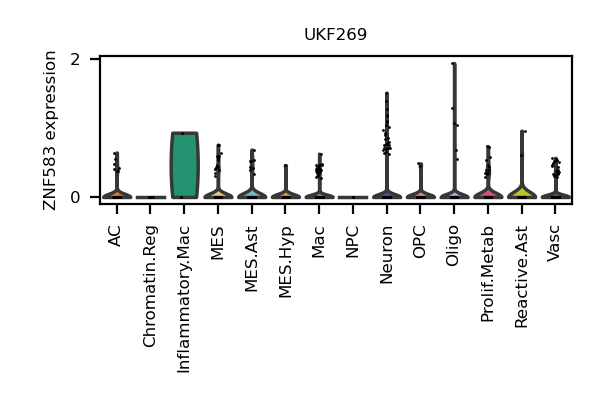 UKF269
ZNF583 expression
2
0
AC
Chromatin.Reg
Inflammatory.Mac
MES
MES.Ast
MES.Hyp
Mac
NPC
Neuron
OPC
Oligo
Prolif.Metab
Reactive.Ast
Vasc